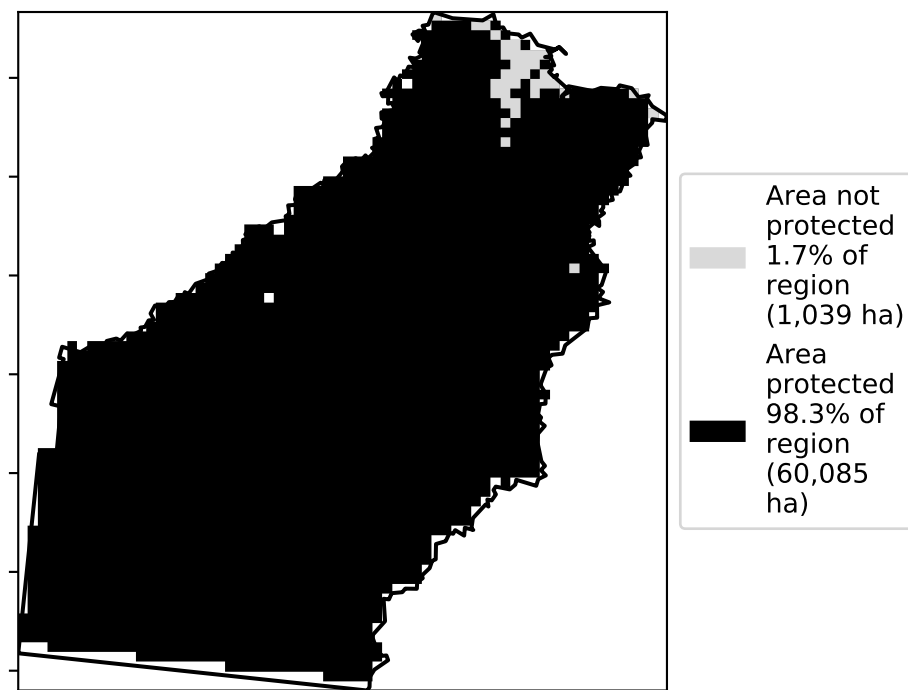 Area not
protected
1.7% of
region
(1,039 ha)
Area
protected
98.3% of
region
(60,085
ha)